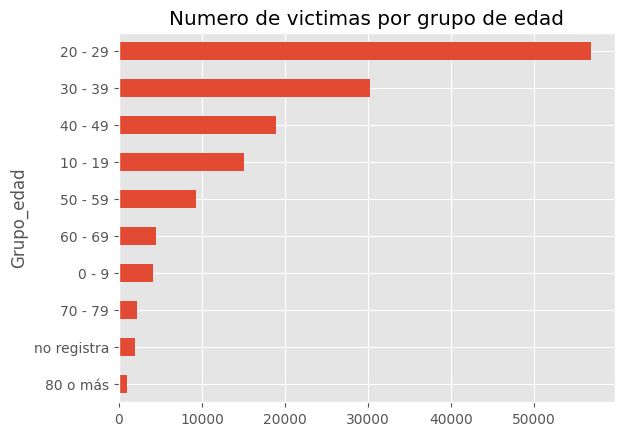 Numero de victimas por grupo de edad
Grupo_edad
20 - 29
30 - 39
40 - 49
10 - 19
50 - 59
60 - 69
0 - 9
70 - 79
no registra
80 o más
0 10000 20000 30000 40000 50000